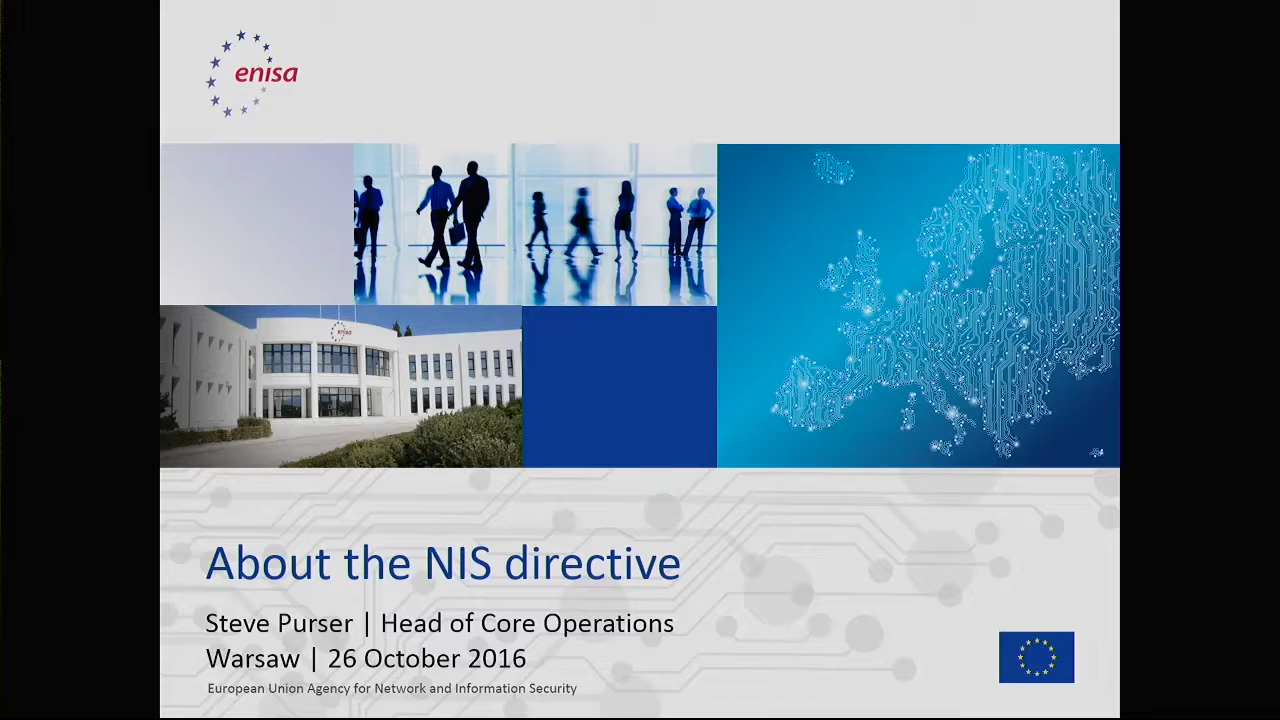 enisa
enisa
About the NIS directive
Steve Purser | Head of Core Operations
Warsaw | 26 October 2016
European Union Agency for Network and Information Security